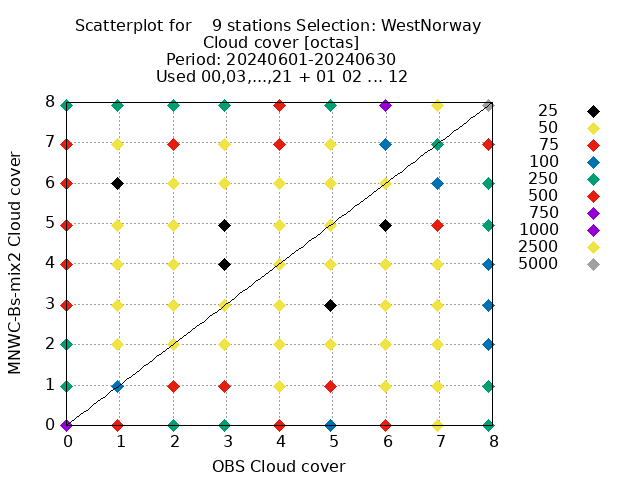 Scatterplot for    9 stations Selection: WestNorway
Cloud cover [octas]
Period: 20240601-20240630
Used 00,03,...,21 + 01 02 ... 12
MNWC-Bs-mix2 Cloud cover
8
7
6
5
4
3
2
1
0
0 1 2 3 4 5 6 7 8
OBS Cloud cover
25
50
75
100
250
500
750
1000
2500
5000